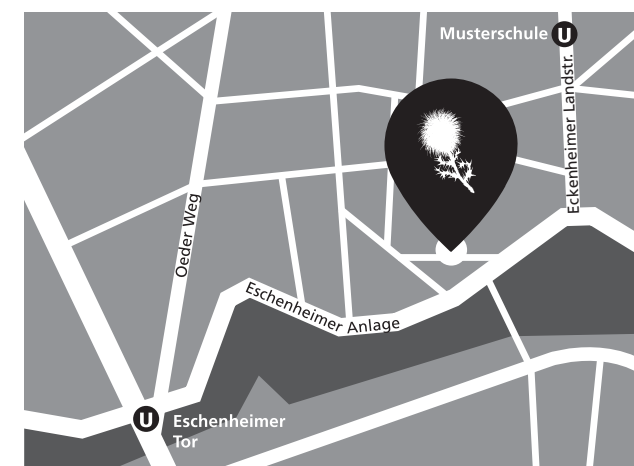 Musterschule U
Eckenheimer Landstr.
Oeder Weg
Eschenheimer Anlage
U Eschenheimer
Tor